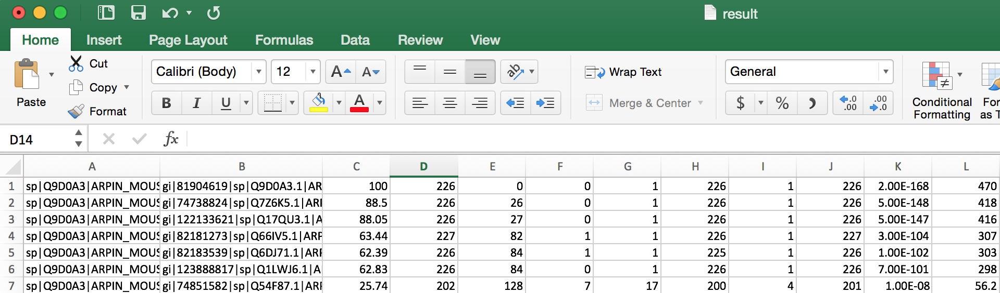 result
Home Insert Page Layout Formulas Data Review View
Paste
Cut
Copy
Format
Calibri (Body) 12 A A
B I U A
ab
Wrap Text
Merge & Center
General
$ % .0 .00 .00 .0
Conditional Formatting
For
as T
D14 fx
A B C D E F G H I J K L
1 sp|Q9D0A3|ARPIN_MOUS gi|81904619|sp|Q9D0A3.1|AR 100 226 0 0 1 226 1 226 2.00E-168 470
2 sp|Q9D0A3|ARPIN_MOUS gi|74738824|sp|Q7Z6K5.1|ARI 88.5 226 26 0 1 226 1 226 5.00E-148 418
3 sp|Q9D0A3|ARPIN_MOUS gi|122133621|sp|Q17QU3.1|A 88.05 226 27 0 1 226 1 226 5.00E-147 416
4 sp|Q9D0A3|ARPIN_MOUS gi|82181273|sp|Q66IV5.1|ARP 63.44 227 82 1 1 226 1 227 3.00E-104 307
5 sp|Q9D0A3|ARPIN_MOUS gi|82183539|sp|Q6DJ71.1|ARI 62.39 226 84 1 1 225 1 226 1.00E-102 303
6 sp|Q9D0A3|ARPIN_MOUS gi|123888817|sp|Q1LWJ6.1|A 62.83 226 84 0 1 226 1 226 7.00E-101 298
7 sp|Q9D0A3|ARPIN_MOUS gi|74851582|sp|Q54F87.1|ARI 25.74 202 128 7 17 200 4 201 1.00E-08 56.2